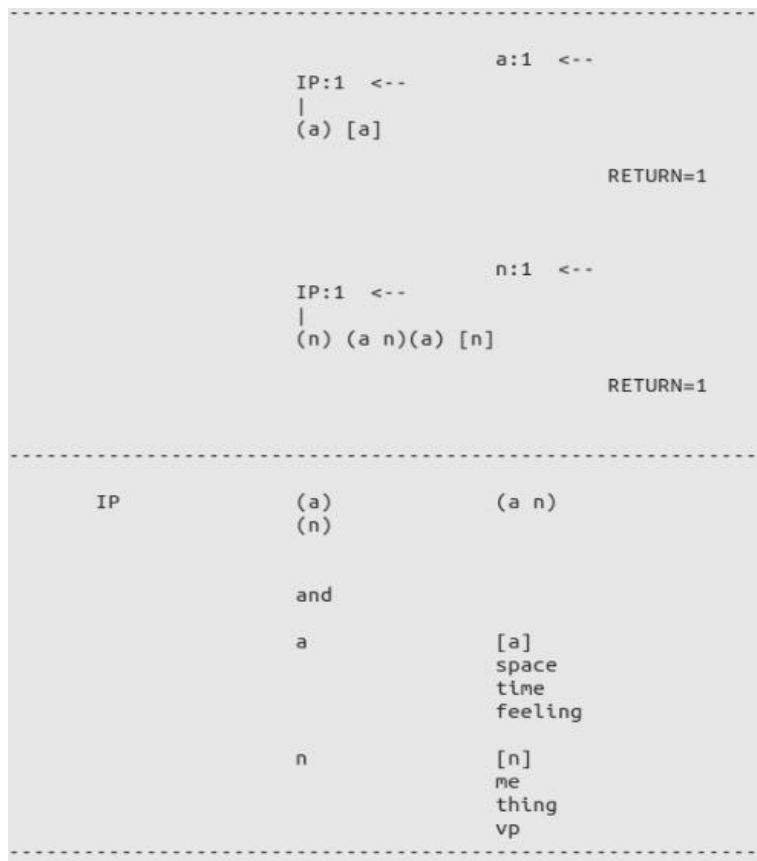 --------------------------------------------------------------
a:1 <--
IP:1 <--
|
(a) [a]
RETURN=1
n:1 <--
IP:1 <--
|
(n) (a n)(a) [n]
RETURN=1
--------------------------------------------------------------
IP (a) (a n)
(n)
and
a [a]
space
time
feeling
n [n]
me
thing
vp
--------------------------------------------------------------